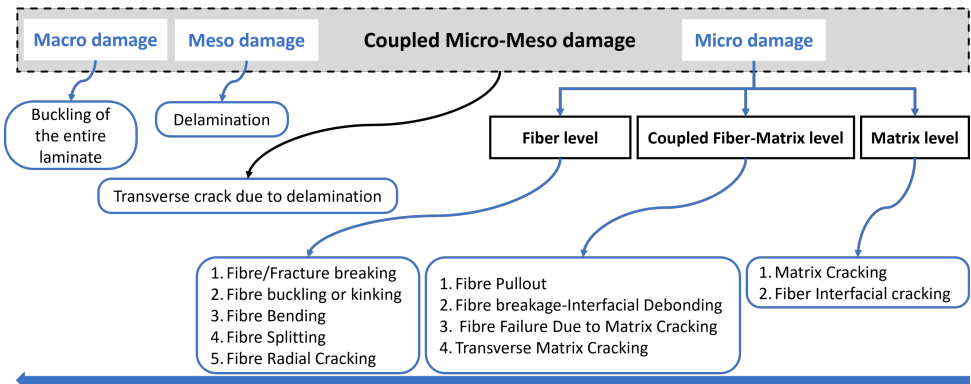 Macro damage
Meso damage
Coupled Micro-Meso damage
Micro damage
Buckling of
the entire
laminate
Delamination
Transverse crack due to delamination
Fiber level
Coupled Fiber-Matrix level
Matrix level
1. Fibre/Fracture breaking
2. Fibre buckling or kinking
3. Fibre Bending
4. Fibre Splitting
5. Fibre Radial Cracking
1. Fibre Pullout
2. Fibre breakage-Interfacial Debonding
3. Fibre Failure Due to Matrix Cracking
4. Transverse Matrix Cracking
1. Matrix Cracking
2. Fiber Interfacial cracking